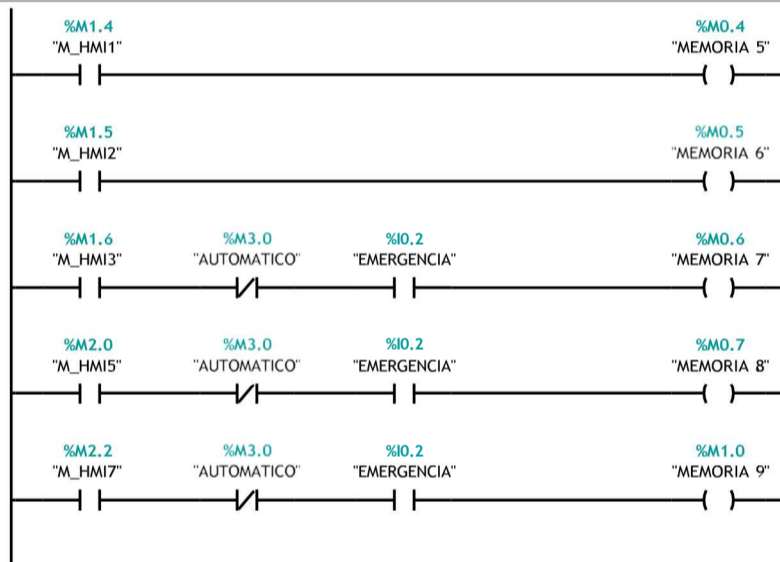 %M1.4 %M0.4
"M_HMI1" "MEMORIA 5"
%M1.5 %M0.5
"M_HMI2" "MEMORIA 6"
%M1.6 %M3.0 %I0.2 %M0.6
"M_HMI3" "AUTOMATICO" "EMERGENCIA" "MEMORIA 7"
%M2.0 %M3.0 %I0.2 %M0.7
"M_HMI5" "AUTOMATICO" "EMERGENCIA" "MEMORIA 8"
%M2.2 %M3.0 %I0.2 %M1.0
"M_HMI7" "AUTOMATICO" "EMERGENCIA" "MEMORIA 9"